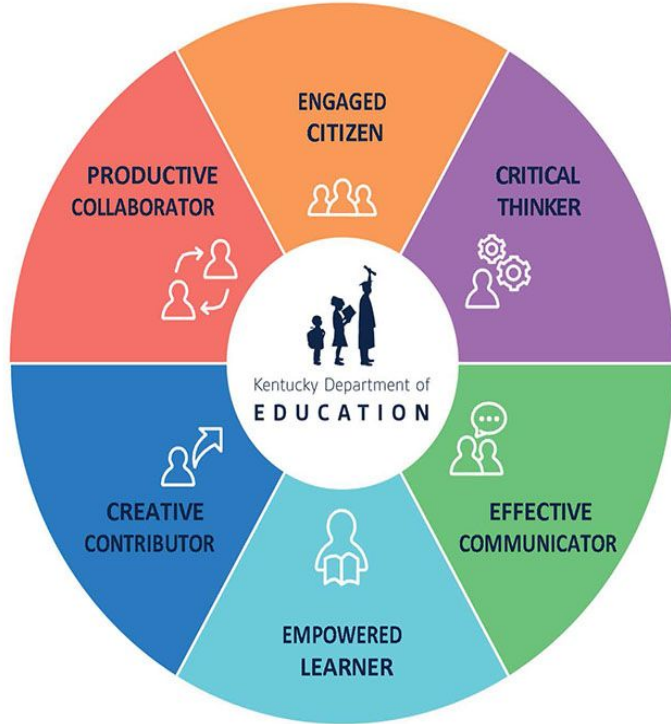 ENGAGED
CITIZEN
CRITICAL
THINKER
EFFECTIVE
COMMUNICATOR
EMPOWERED
LEARNER
CREATIVE
CONTRIBUTOR
PRODUCTIVE
COLLABORATOR
Kentucky Department of
EDUCATION